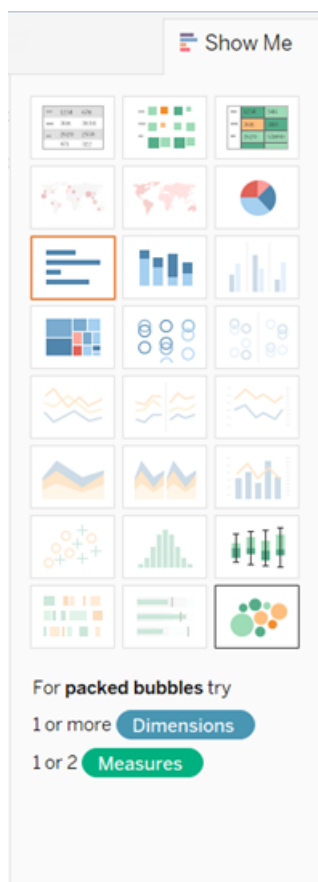 Show Me
For packed bubbles try
1 or more Dimensions
1 or 2 Measures